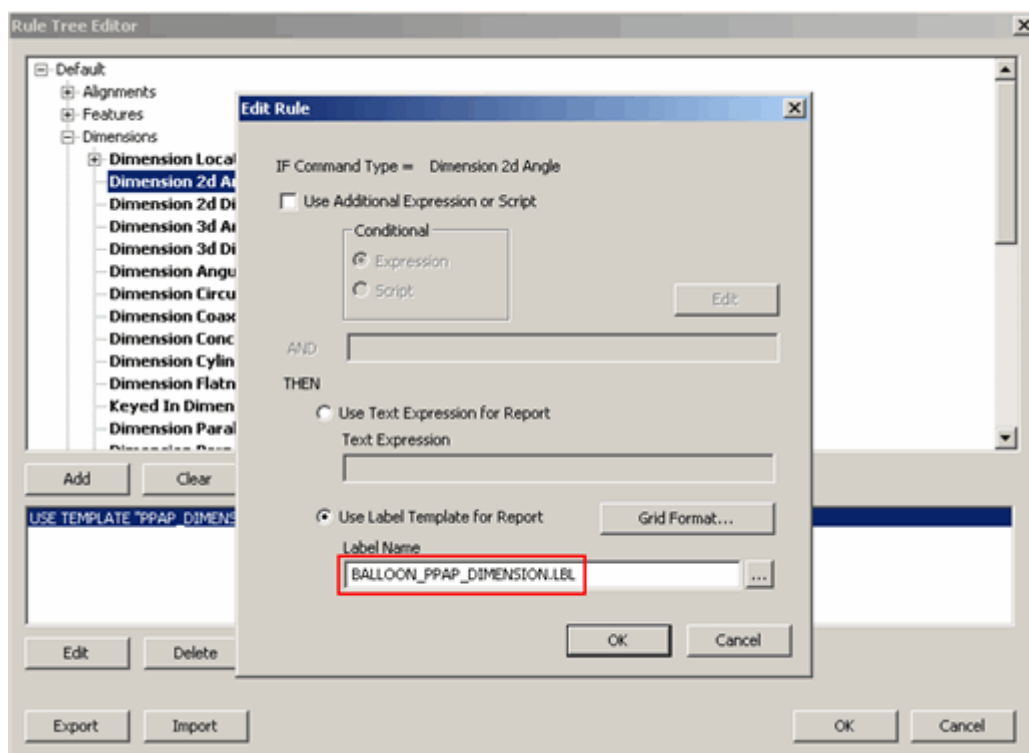 Rule Tree Editor
Default
Alignments
Features
Dimensions
Dimension Loca
Dimension 2d A
Dimension 2d Di
Dimension 3d A
Dimension 3d Di
Dimension Angu
Dimension Circu
Dimension Coax
Dimension Conc
Dimension Cylin
Dimension Flatn
Keyed In Dimen
Dimension Paral
Add
Clear
USE TEMPLATE "PPAP_DIMENS
Edit
Delete
Export
Import
OK
Cancel
Edit Rule
IF Command Type = Dimension 2d Angle
Use Additional Expression or Script
Conditional
Expression
Script
Edit
AND
THEN
Use Text Expression for Report
Text Expression
Use Label Template for Report
Grid Format...
Label Name
BALLOON_PPAP_DIMENSION.LBL
...
OK
Cancel